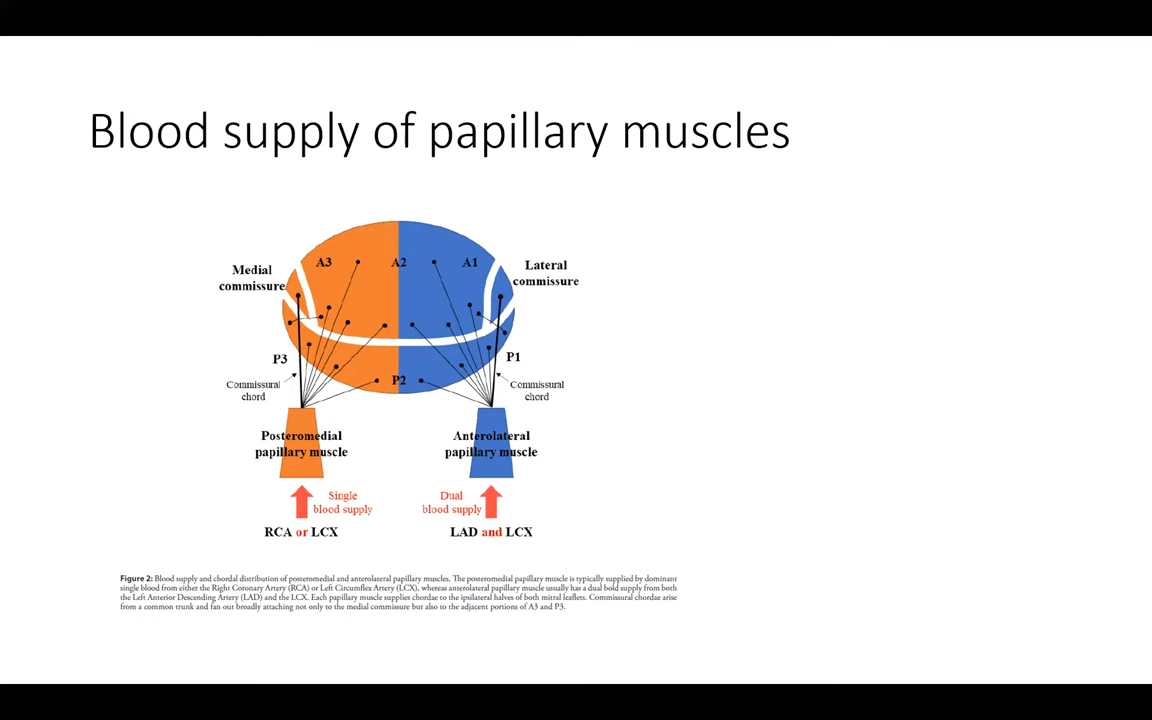 Blood supply of papillary muscles
A3
A2
A1
Medial
commissure
Lateral
commissure
P3
P2
P1
Commissural
chord
Commissural
chord
Posteromedial
papillary muscle
Anterolateral
papillary muscle
Single
blood supply
Dual
blood supply
RCA or LCX
LAD and LCX
Figure 2: Blood supply and chordal distribution of posteromedial and anterolateral papillary muscles. The posteromedial papillary muscle is typically supplied by dominant
single blood from either the Right Coronary Artery (RCA) or Left Circumflex Artery (LCX), whereas anterolateral papillary muscle usually has a dual bold supply from both
the Left Anterior Descending Artery (LAD) and the LCX. Each papillary muscle supplies chordae to the ipsilateral halves of both mitral leaflets. Commissural chordae arise
from a common trunk and fan out broadly attaching not only to the medial commissure but also to the adjacent portions of A3 and P3.